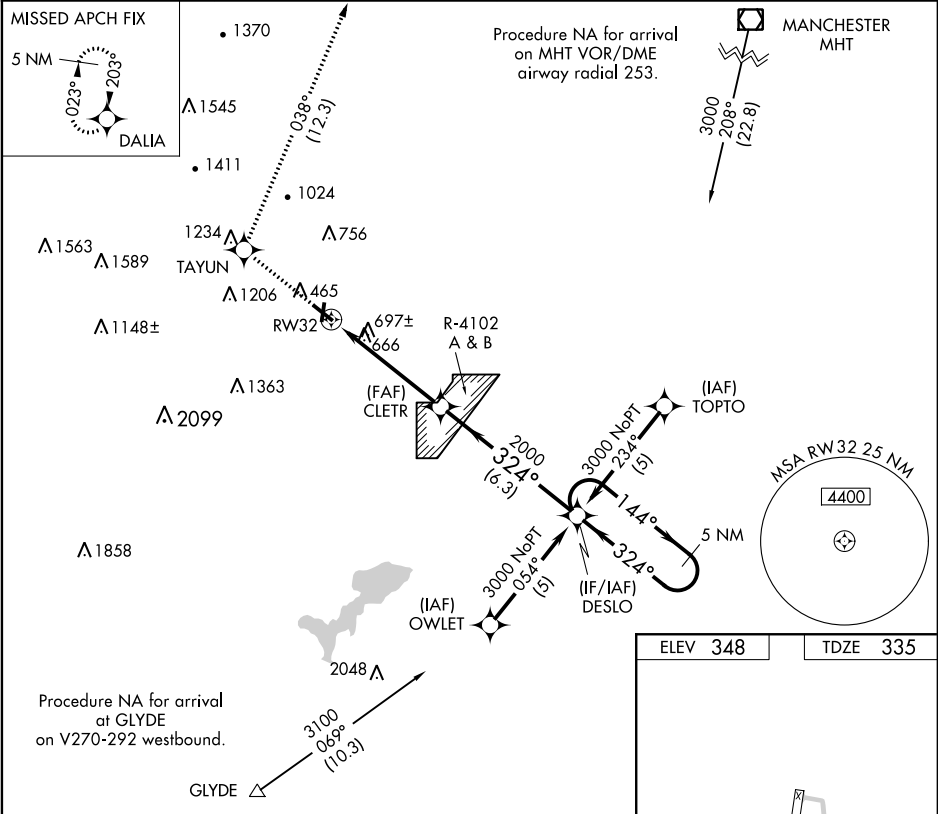 MISSED APCH FIX
5 NM
023°
203°
DALIA
1370
1545
1411
1024
038°
(12.3)
Procedure NA for arrival
on MHT VOR/DME
airway radial 253.
MANCHESTER
MHT
3000
208°
(22.8)
1563
1589
1234
TAYUN
756
1206
465
1148±
RW32
697±
666
R-4102
A & B
1363
2099
(FAF)
CLETR
(IAF)
TOPTO
2000
324°
(6.3)
3000 NoPT
234°
(5)
MSA RW32 25 NM
4400
144°
324°
5 NM
1858
3000 NoPT
054°
(5)
(IF/IAF)
DESLO
(IAF)
OWLET
2048
ELEV 348
TDZE 335
Procedure NA for arrival
at GLYDE
on V270-292 westbound.
3100
069°
(10.3)
GLYDE
X